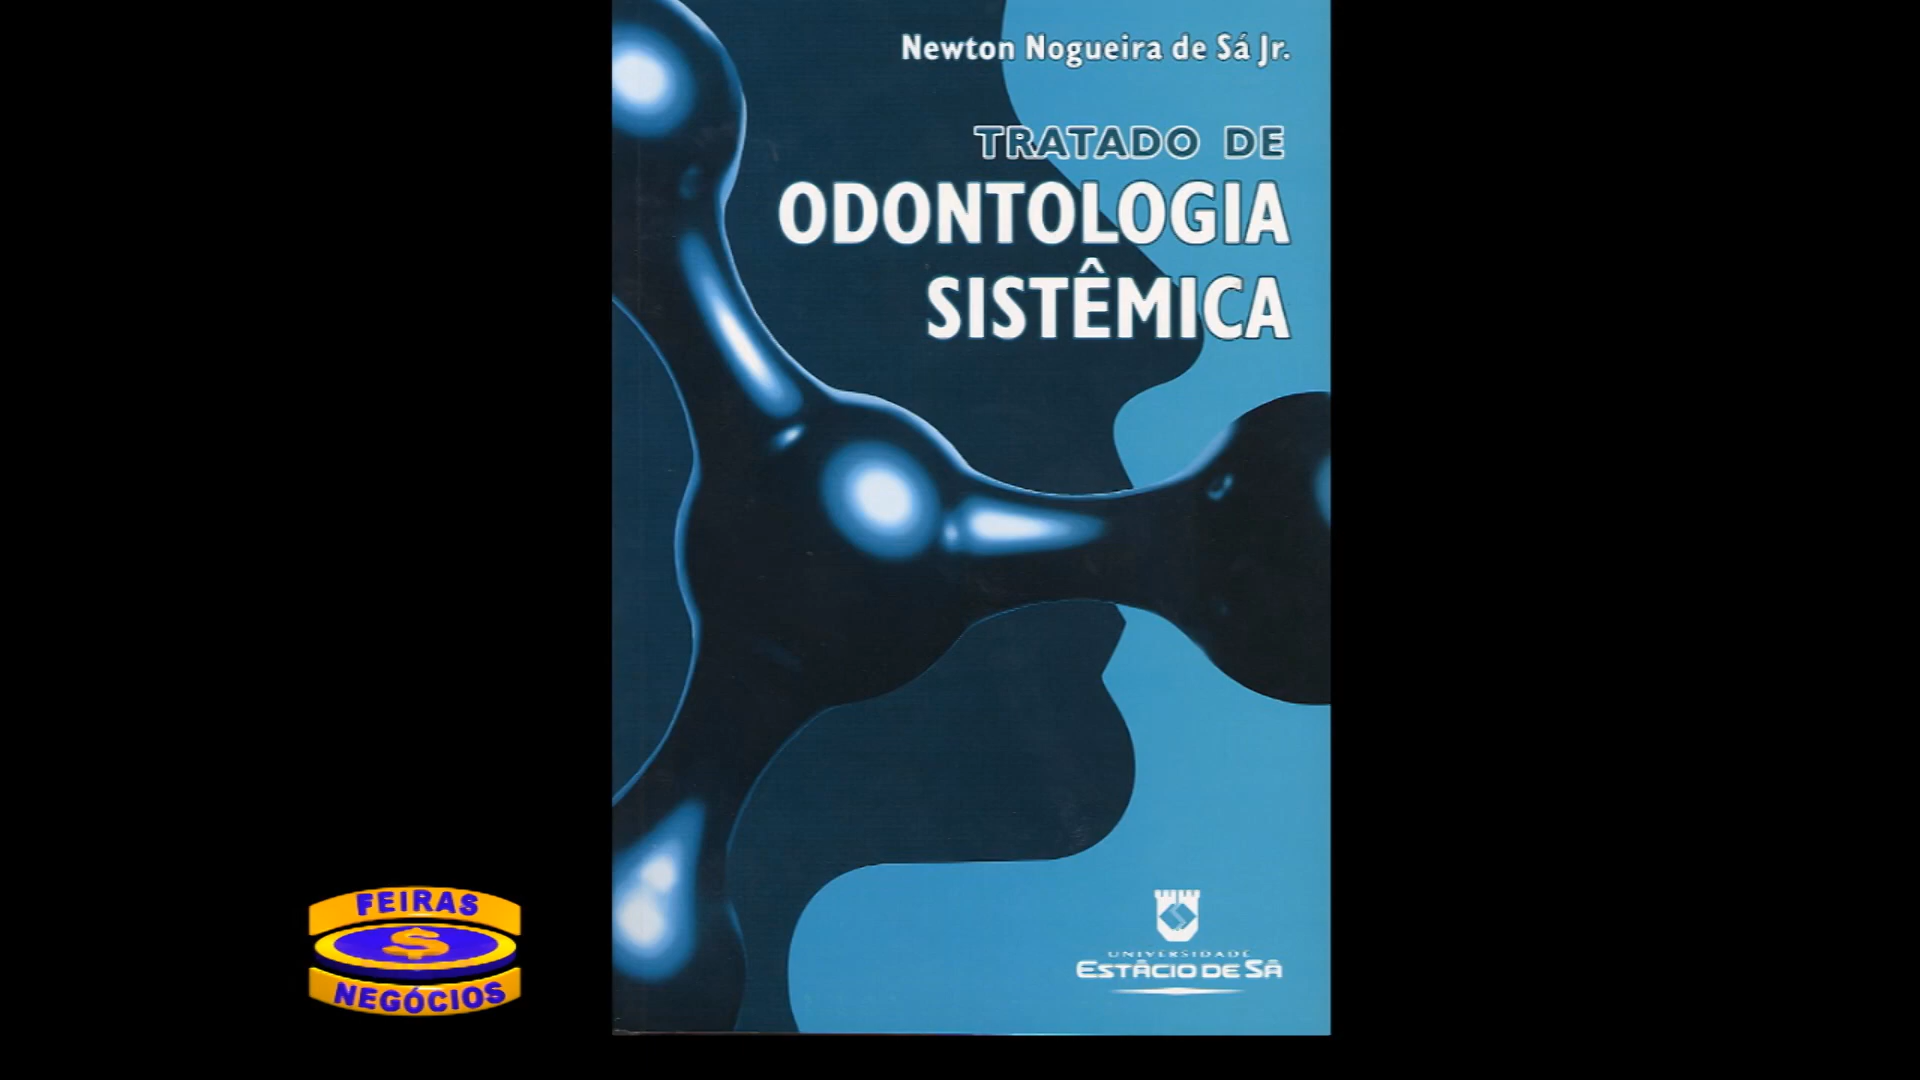 Newton Nogueira de Sá Jr.
TRATADO DE
ODONTOLOGIA
SISTÊMICA
UNIVERSIDADE
ESTÁCIO DE SÁ
FEIRAS
$
NEGÓCIOS